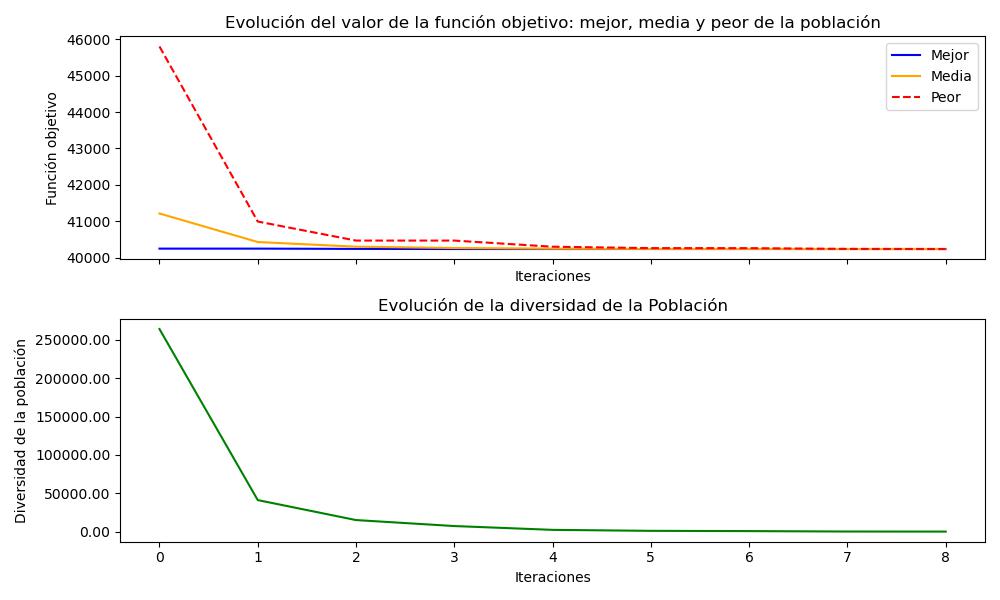 Evolución del valor de la función objetivo: mejor, media y peor de la población
46000
45000
44000
43000
42000
41000
40000
Función objetivo
Mejor
Media
Peor
Iteraciones
Evolución de la diversidad de la Población
250000.00
200000.00
150000.00
100000.00
50000.00
0.00
Diversidad de la población
0 1 2 3 4 5 6 7 8
Iteraciones